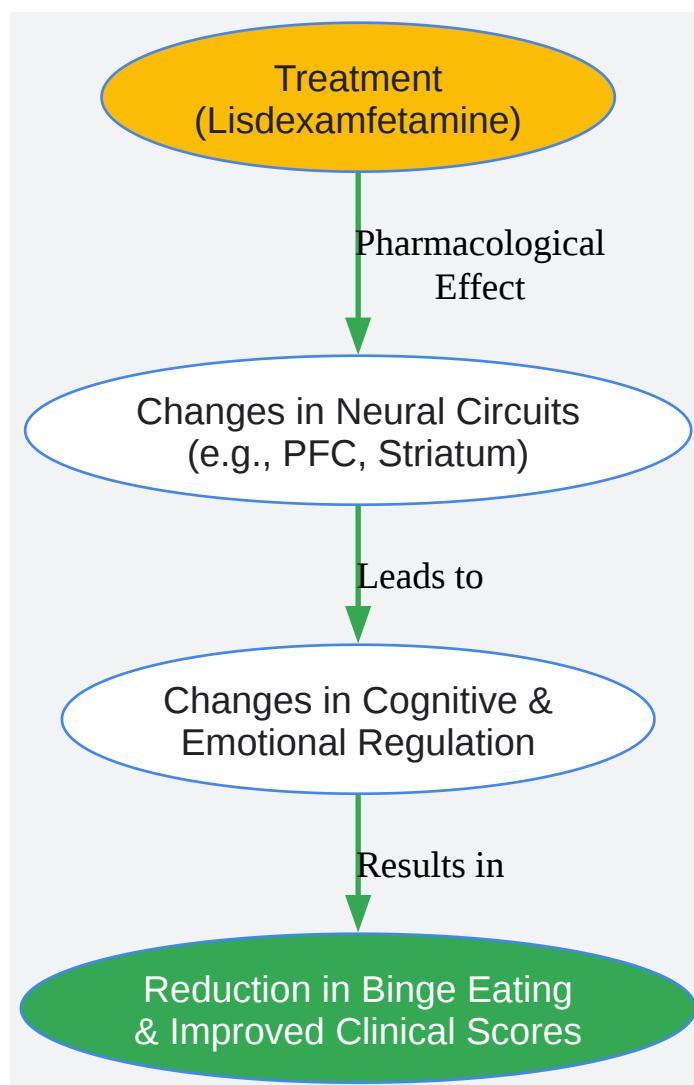 Treatment
(Lisdexamfetamine)
Pharmacological
Effect
Changes in Neural Circuits
(e.g., PFC, Striatum)
Leads to
Changes in Cognitive &
Emotional Regulation
Results in
Reduction in Binge Eating
& Improved Clinical Scores